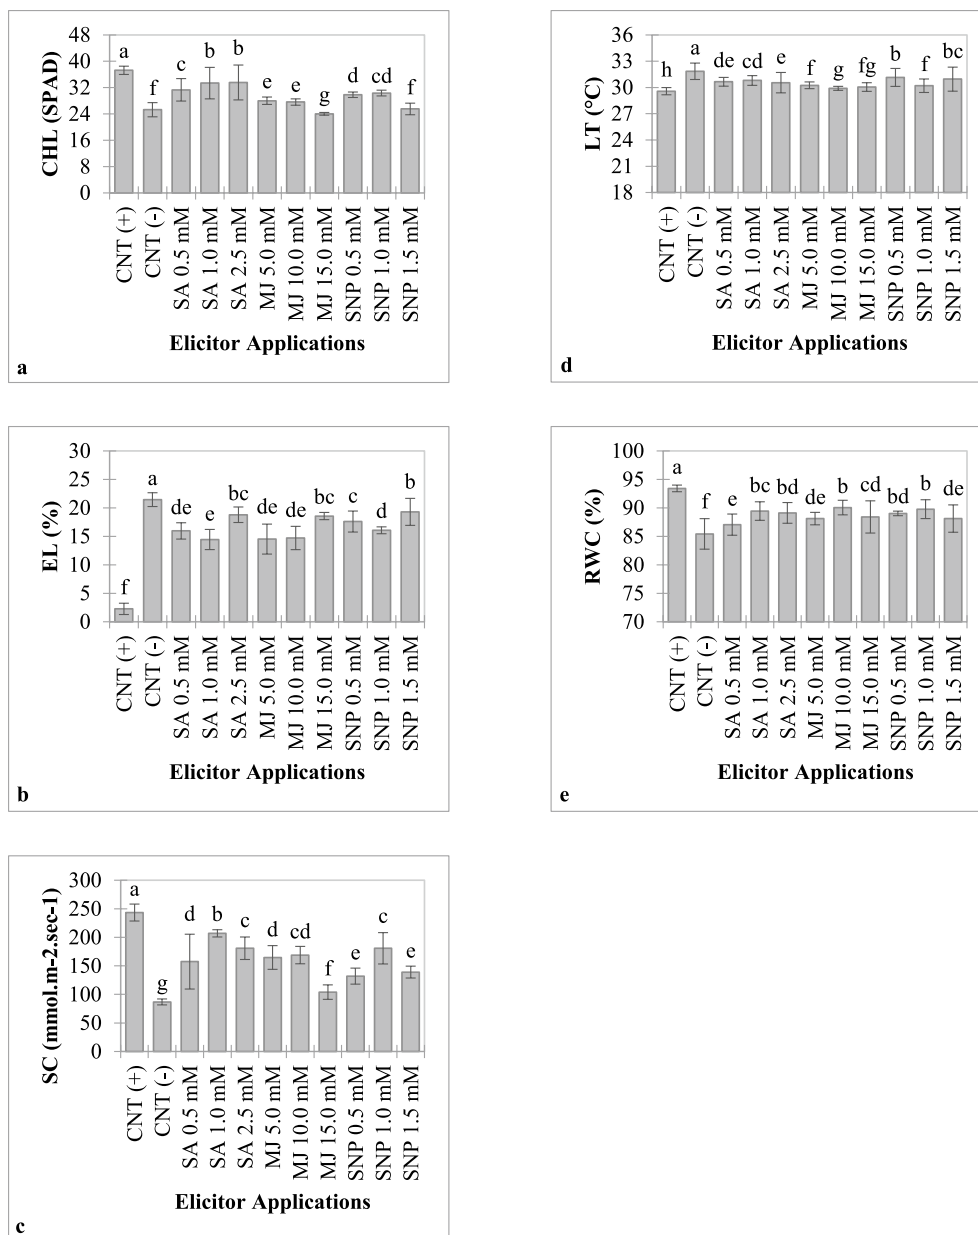 48
42
36
30
24
18
12
6
0
CHL (SPAD)
a f c b b e e g d cd f
CNT (+)
CNT (-)
SA 0.5 mM
SA 1.0 mM
SA 2.5 mM
MJ 5.0 mM
MJ 10.0 mM
MJ 15.0 mM
SNP 0.5 mM
SNP 1.0 mM
SNP 1.5 mM
Elicitor Applications
a
36
33
30
27
24
21
18
LT (°C)
h a de cd e f g fg b f bc
CNT (+)
CNT (-)
SA 0.5 mM
SA 1.0 mM
SA 2.5 mM
MJ 5.0 mM
MJ 10.0 mM
MJ 15.0 mM
SNP 0.5 mM
SNP 1.0 mM
SNP 1.5 mM
Elicitor Applications
d
30
25
20
15
10
5
0
EL (%)
f a de e bc de de bc c d b
CNT (+)
CNT (-)
SA 0.5 mM
SA 1.0 mM
SA 2.5 mM
MJ 5.0 mM
MJ 10.0 mM
MJ 15.0 mM
SNP 0.5 mM
SNP 1.0 mM
SNP 1.5 mM
Elicitor Applications
b
100
95
90
85
80
75
70
RWC (%)
a f e bc bd de b cd bd b de
CNT (+)
CNT (-)
SA 0.5 mM
SA 1.0 mM
SA 2.5 mM
MJ 5.0 mM
MJ 10.0 mM
MJ 15.0 mM
SNP 0.5 mM
SNP 1.0 mM
SNP 1.5 mM
Elicitor Applications
e
300
250
200
150
100
50
0
SC (mmol.m-2.sec-1)
a g d b c d cd f e c e
CNT (+)
CNT (-)
SA 0.5 mM
SA 1.0 mM
SA 2.5 mM
MJ 5.0 mM
MJ 10.0 mM
MJ 15.0 mM
SNP 0.5 mM
SNP 1.0 mM
SNP 1.5 mM
Elicitor Applications
c